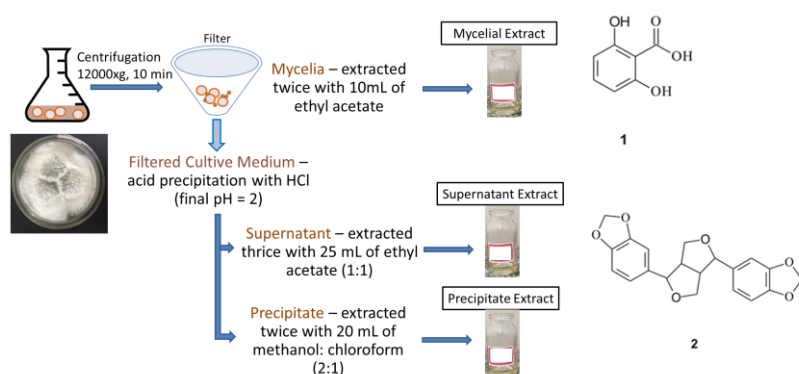 Centrifugation
12000xg, 10 min
Filter
Mycelia – extracted
twice with 10mL of
ethyl acetate
Mycelial Extract
OH
O
OH
OH
1
Filtered Cultive Medium –
acid precipitation with HCl
(final pH = 2)
Supernatant – extracted
thrice with 25 mL of ethyl
acetate (1:1)
Supernatant Extract
Precipitate – extracted
twice with 20 mL of
methanol: chloroform
(2:1)
Precipitate Extract
O
O
O
O
O
O
2